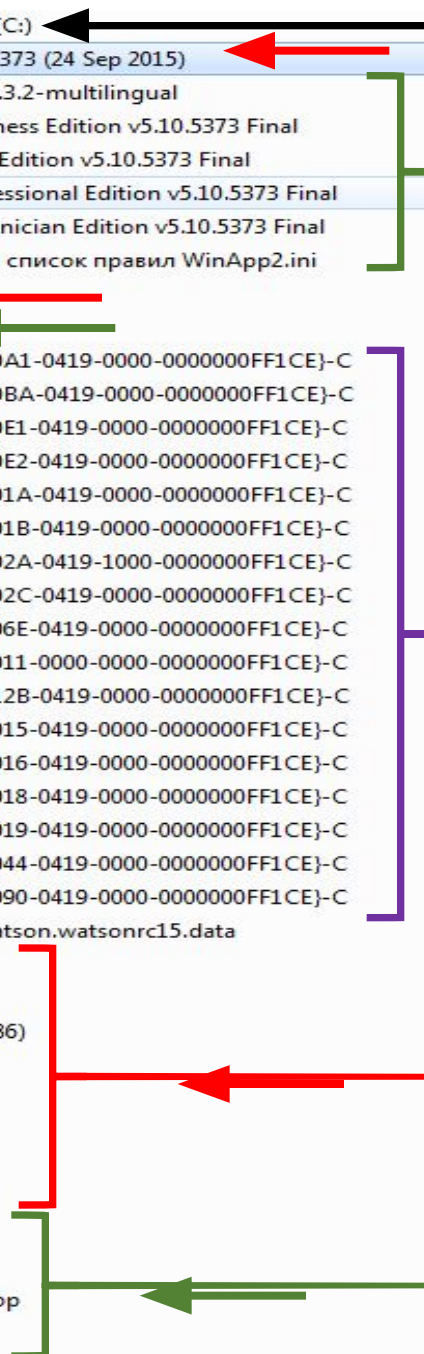 (C:)
373 (24 Sep 2015)
.3.2-multilingual
ness Edition v5.10.5373 Final
Edition v5.10.5373 Final
essional Edition v5.10.5373 Final
nician Edition v5.10.5373 Final
список правил WinApp2.ini
0A1-0419-0000-0000000FF1CE}-C
0BA-0419-0000-0000000FF1CE}-C
0E1-0419-0000-0000000FF1CE}-C
0E2-0419-0000-0000000FF1CE}-C
01A-0419-0000-0000000FF1CE}-C
01B-0419-0000-0000000FF1CE}-C
02A-0419-1000-0000000FF1CE}-C
02C-0419-0000-0000000FF1CE}-C
06E-0419-0000-0000000FF1CE}-C
011-0000-0000-0000000FF1CE}-C
12B-0419-0000-0000000FF1CE}-C
015-0419-0000-0000000FF1CE}-C
016-0419-0000-0000000FF1CE}-C
018-0419-0000-0000000FF1CE}-C
019-0419-0000-0000000FF1CE}-C
044-0419-0000-0000000FF1CE}-C
090-0419-0000-0000000FF1CE}-C
atson.watsonrc15.data
86)
op